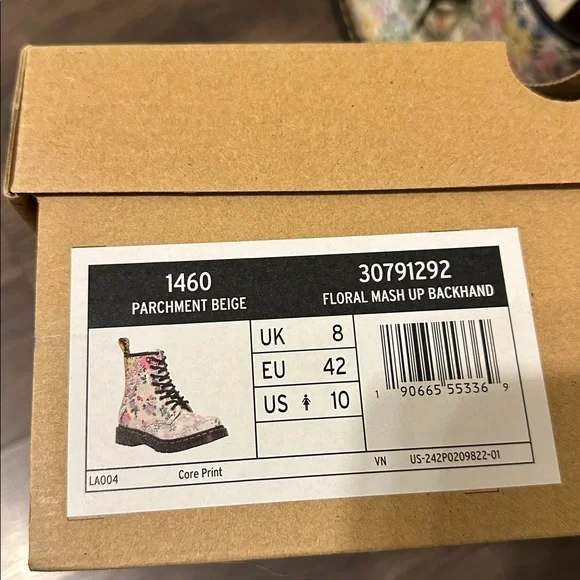 1460 30791292
PARCHMENT BEIGE FLORAL MASH UP BACKHAND
UK 8
EU 42
US 10
1 90665 55336 9
LA004 Core Print VN US-242P0209822-01